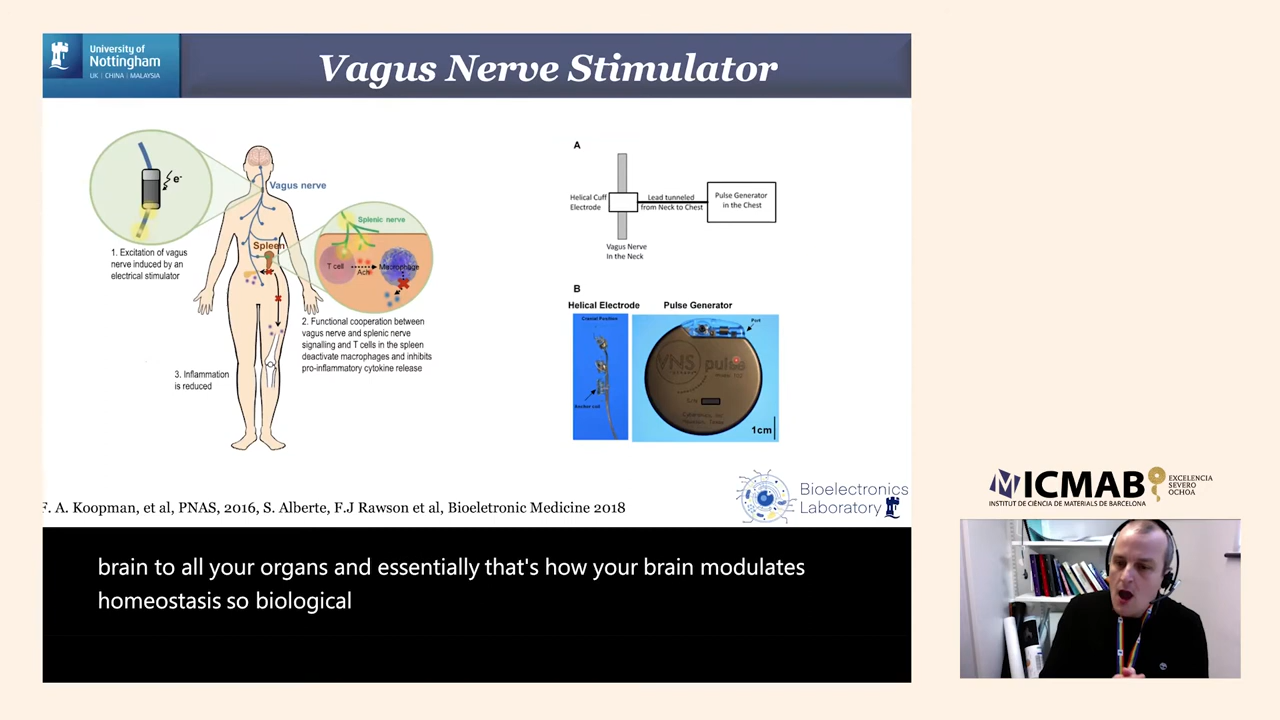 University of
Nottingham
UK | CHINA | MALAYSIA
Vagus Nerve Stimulator
e-
Vagus nerve
Splenic nerve
Spleen
T cell
Ach
Macrophage
1. Excitation of vagus
nerve induced by an
electrical stimulator
2. Functional cooperation between
vagus nerve and splenic nerve
signalling and T cells in the spleen
deactivate macrophages and inhibits
pro-inflammatory cytokine release
3. Inflammation
is reduced
A
Helical Cuff
Electrode
Lead tunneled
from Neck to Chest
Pulse Generator
in the Chest
Vagus Nerve
In the Neck
B
Helical Electrode
Pulse Generator
Cranial Position
Port
VNS pulse
1cm
F. A. Koopman, et al, PNAS, 2016, S. Alberte, F.J Rawson et al, Bioeletronic Medicine 2018
Bioelectronics
Laboratory
brain to all your organs and essentially that's how your brain modulates
homeostasis so biological
ICMAB
EXCELENCIA
SEVERO
OCHOA
INSTITUT DE CIÈNCIA DE MATERIALS DE BARCELONA